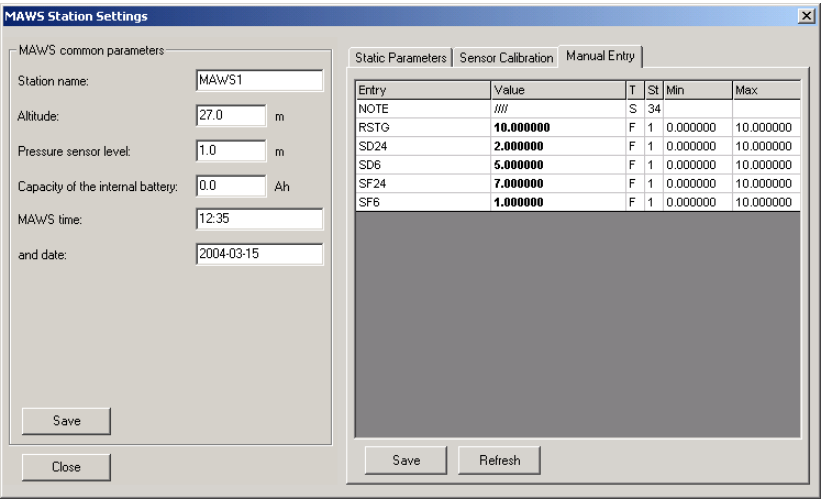 MAWS Station Settings
MAWS common parameters
Station name: MAWS1
Altitude: 27.0 m
Pressure sensor level: 1.0 m
Capacity of the internal battery: 0.0 Ah
MAWS time: 12:35
and date: 2004-03-15
Save
Close
Static Parameters Sensor Calibration Manual Entry
Entry Value T St Min Max
NOTE //// S 34
RSTG 10.000000 F 1 0.000000 10.000000
SD24 2.000000 F 1 0.000000 10.000000
SD6 5.000000 F 1 0.000000 10.000000
SF24 7.000000 F 1 0.000000 10.000000
SF6 1.000000 F 1 0.000000 10.000000
Save Refresh